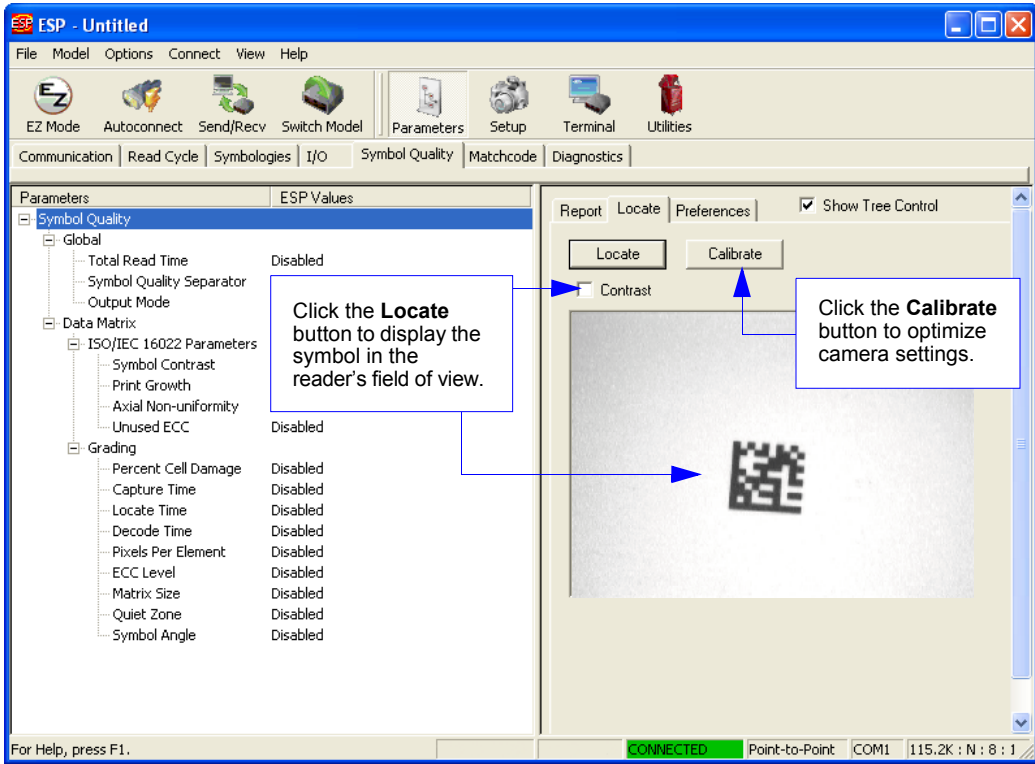 ESP - Untitled
File Model Options Connect View Help
EZ Mode Autoconnect Send/Recv Switch Model Parameters Setup Terminal Utilities
Communication Read Cycle Symbologies I/O Symbol Quality Matchcode Diagnostics
Parameters ESP Values
Symbol Quality
Global
Total Read Time Disabled
Symbol Quality Separator
Output Mode
Data Matrix
ISO/IEC 16022 Parameters
Symbol Contrast
Print Growth
Axial Non-uniformity
Unused ECC Disabled
Grading
Percent Cell Damage Disabled
Capture Time Disabled
Locate Time Disabled
Decode Time Disabled
Pixels Per Element Disabled
ECC Level Disabled
Matrix Size Disabled
Quiet Zone Disabled
Symbol Angle Disabled
Click the Locate
button to display the
symbol in the
reader's field of view.
Report Locate Preferences Show Tree Control
Locate Calibrate
Contrast
Click the Calibrate
button to optimize
camera settings.
For Help, press F1. CONNECTED Point-to-Point COM1 115.2K : N : 8 : 1